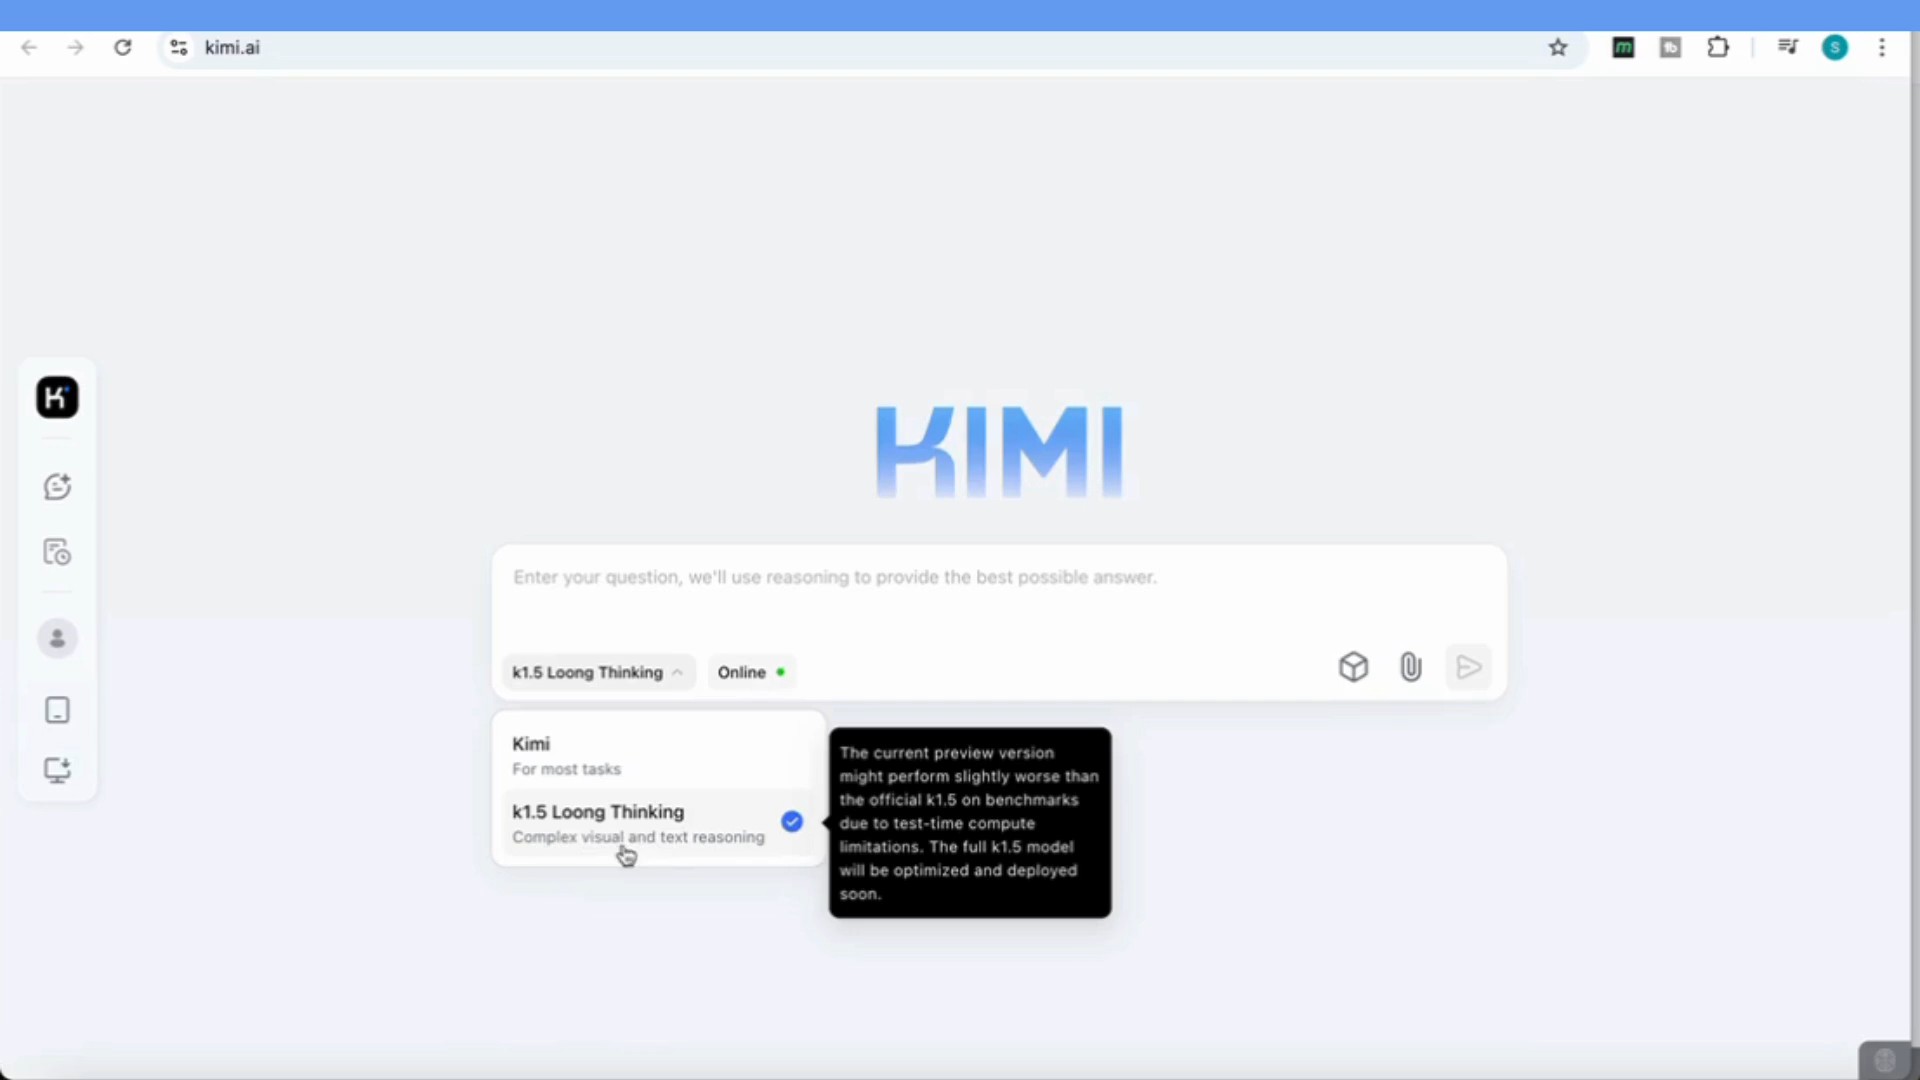 kimi.ai
m
tb
S
K
KIMI
Enter your question, we'll use reasoning to provide the best possible answer.
k1.5 Loong Thinking
Online
Kimi
For most tasks
k1.5 Loong Thinking
Complex visual and text reasoning
The current preview version
might perform slightly worse than
the official k1.5 on benchmarks
due to test-time compute
limitations. The full k1.5 model
will be optimized and deployed
soon.